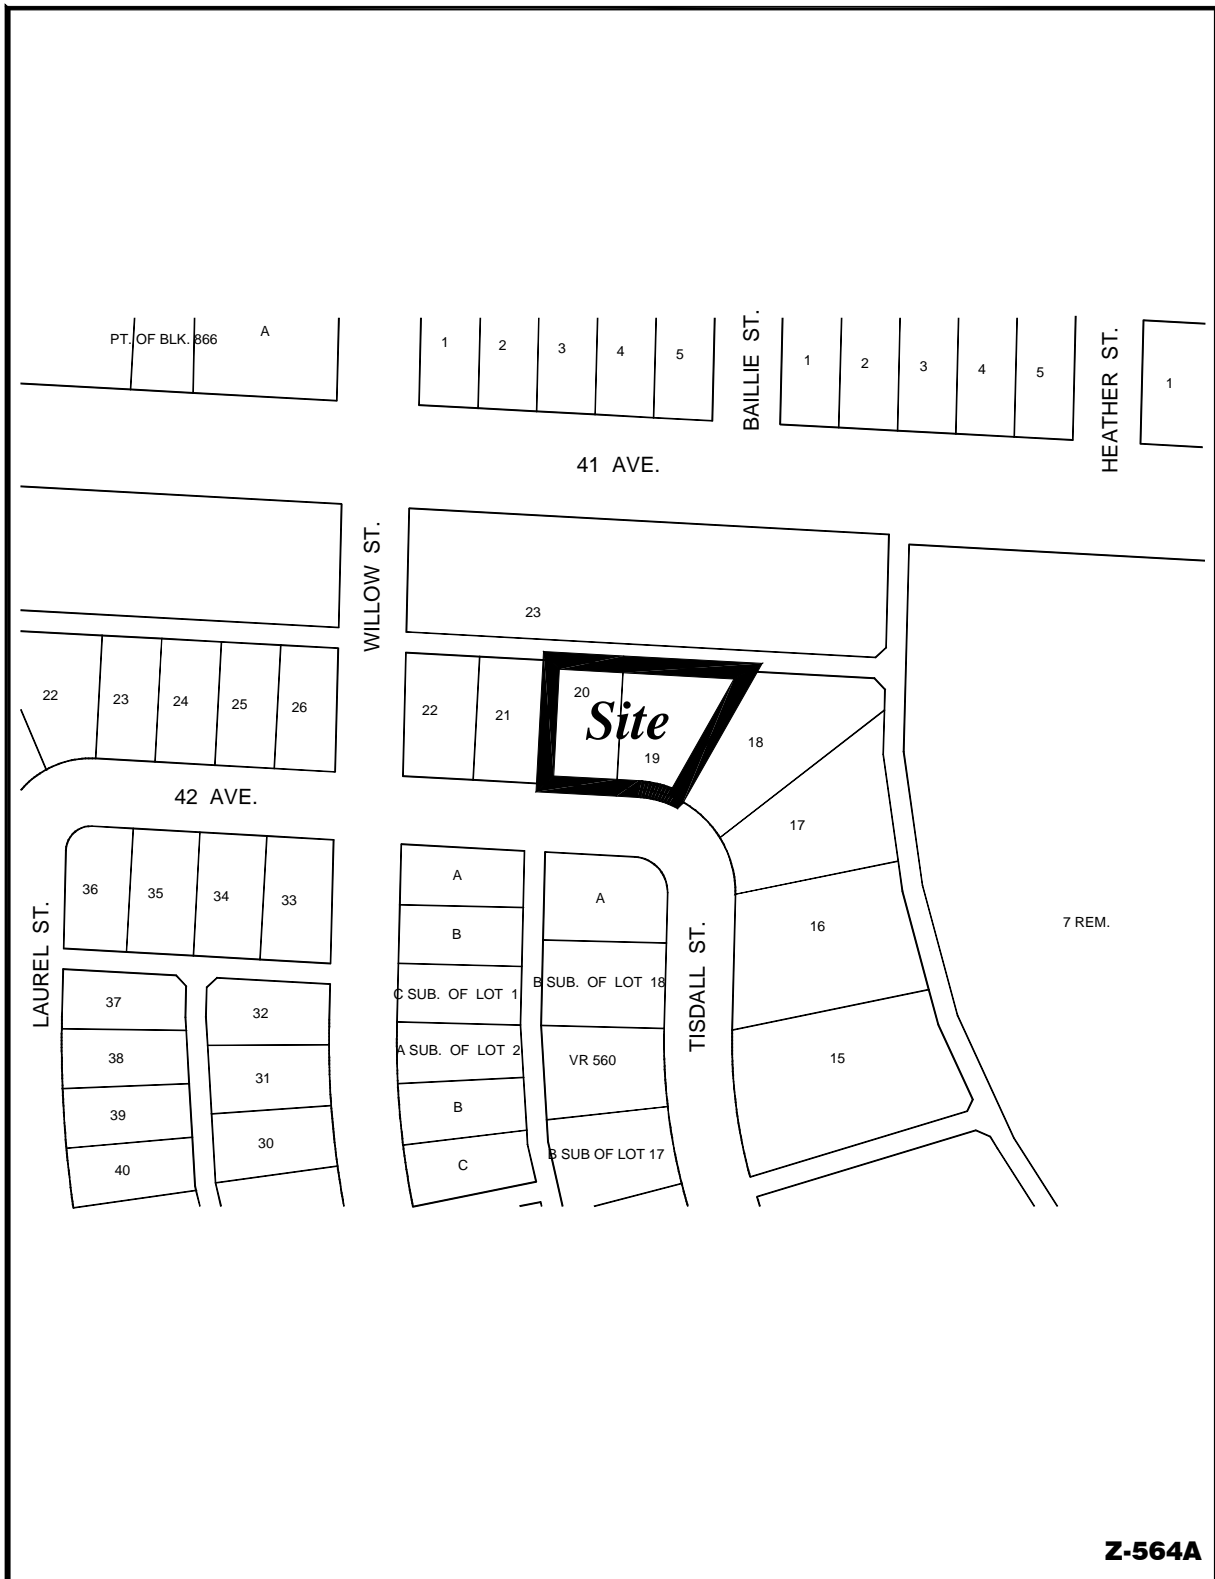 PT. OF BLK. 866
A
1
2
3
4
5
BAILLIE ST.
1
2
3
4
5
HEATHER ST.
1
41 AVE.
WILLOW ST.
23
22
23
24
25
26
22
21
20
Site
19
18
17
42 AVE.
36
35
34
33
A
B
C SUB. OF LOT 1
A SUB. OF LOT 2
B
C
A
B SUB. OF LOT 18
VR 560
B SUB OF LOT 17
TISDALL ST.
16
15
7 REM.
LAUREL ST.
37
38
39
40
32
31
30
Z-564A